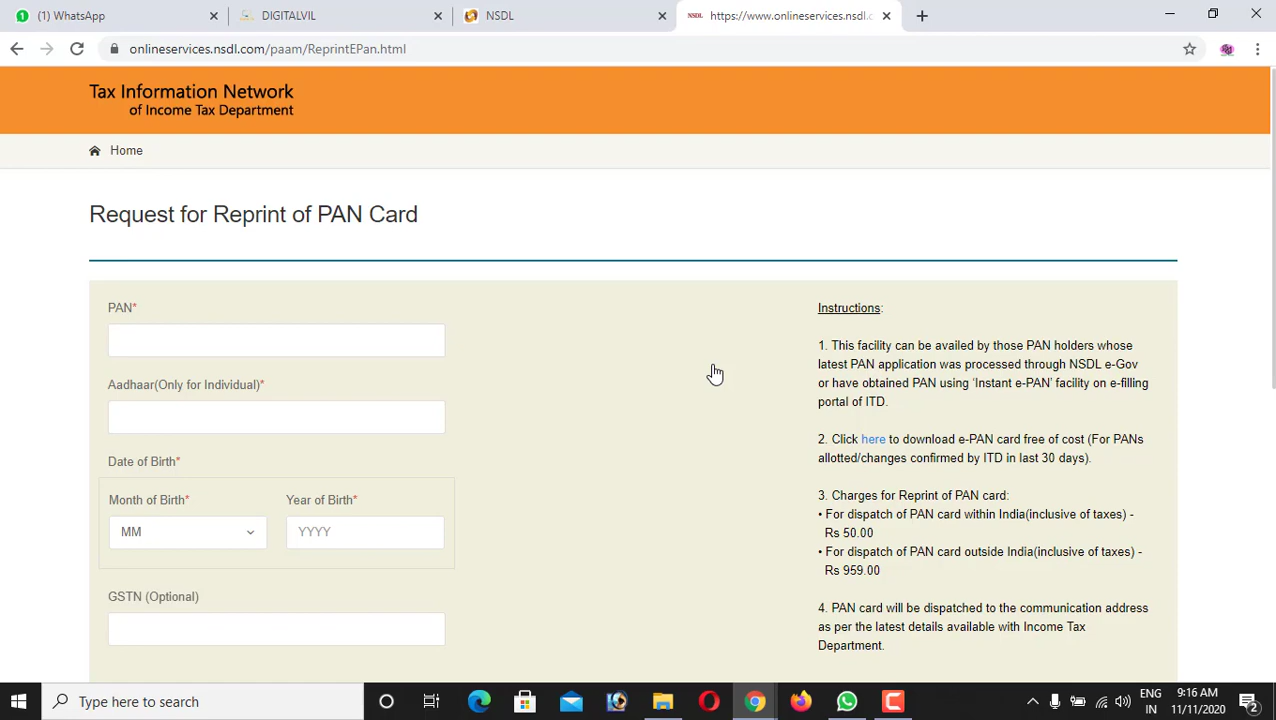 (1) WhatsApp
DIGITALVIL
NSDL
NSDL https://www.onlineservices.nsdl.c
onlineservices.nsdl.com/paam/ReprintEPan.html
Tax Information Network
of Income Tax Department
Home
Request for Reprint of PAN Card
PAN*
Aadhaar(Only for Individual)*
Date of Birth*
Month of Birth*
Year of Birth*
MM
YYYY
GSTN (Optional)
Instructions:
1. This facility can be availed by those PAN holders whose
latest PAN application was processed through NSDL e-Gov
or have obtained PAN using 'Instant e-PAN' facility on e-filling
portal of ITD.
2. Click here to download e-PAN card free of cost (For PANs
allotted/changes confirmed by ITD in last 30 days).
3. Charges for Reprint of PAN card:
• For dispatch of PAN card within India(inclusive of taxes) -
Rs 50.00
• For dispatch of PAN card outside India(inclusive of taxes) -
Rs 959.00
4. PAN card will be dispatched to the communication address
as per the latest details available with Income Tax
Department.
Type here to search
ENG
IN
9:16 AM
11/11/2020
2